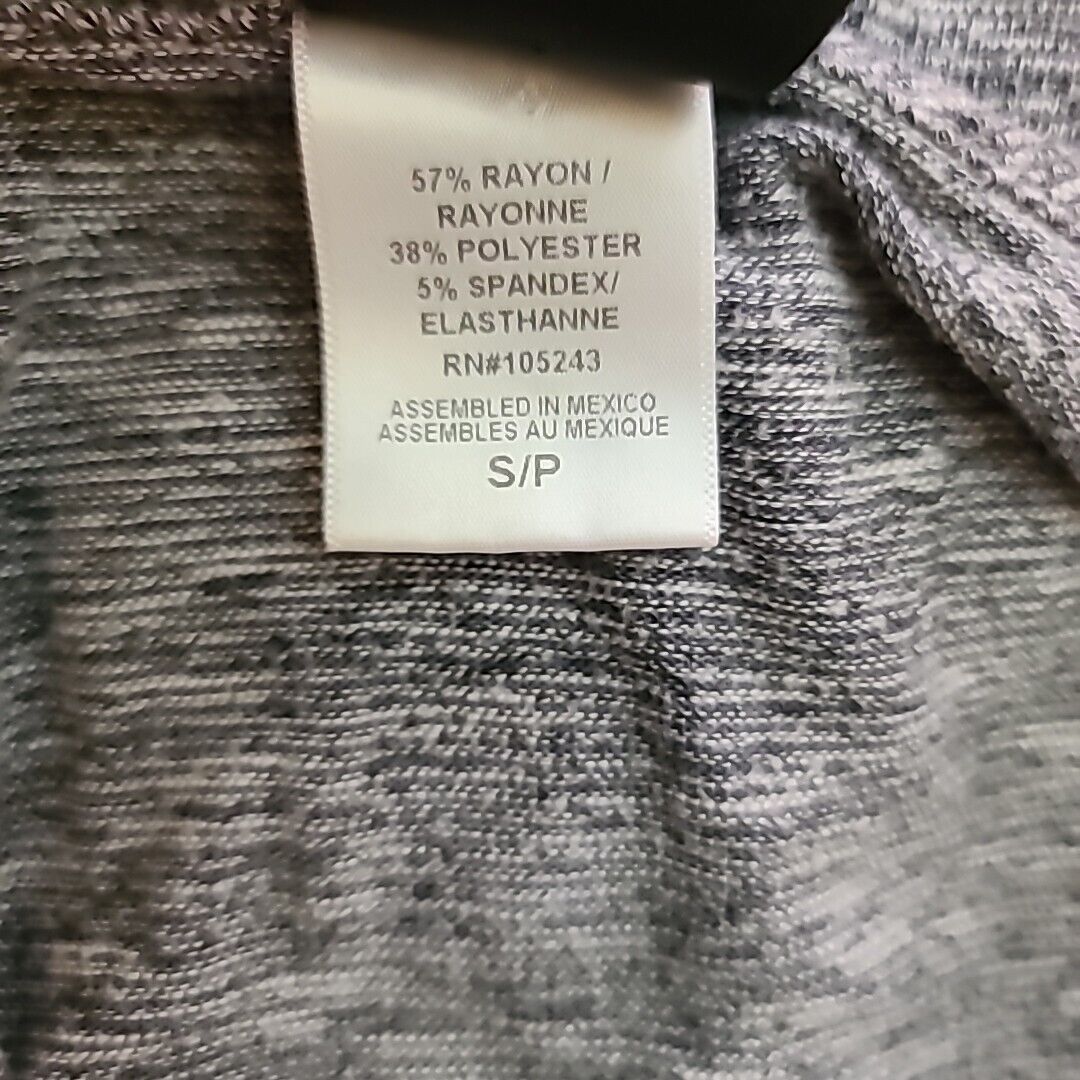 57% RAYON /
RAYONNE
38% POLYESTER
5% SPANDEX/
ELASTHANNE
RN#105243
ASSEMBLED IN MEXICO
ASSEMBLES AU MEXIQUE
S/P